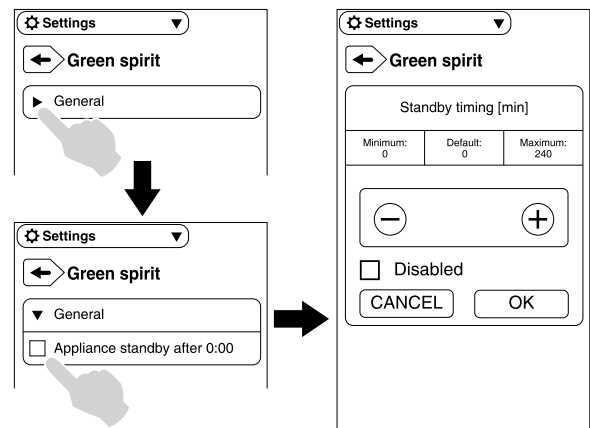 Settings
Green spirit
General
Settings
Green spirit
General
Appliance standby after 0:00
Settings
Green spirit
Standby timing [min]
Minimum:
0
Default:
0
Maximum:
240
Disabled
CANCEL
OK